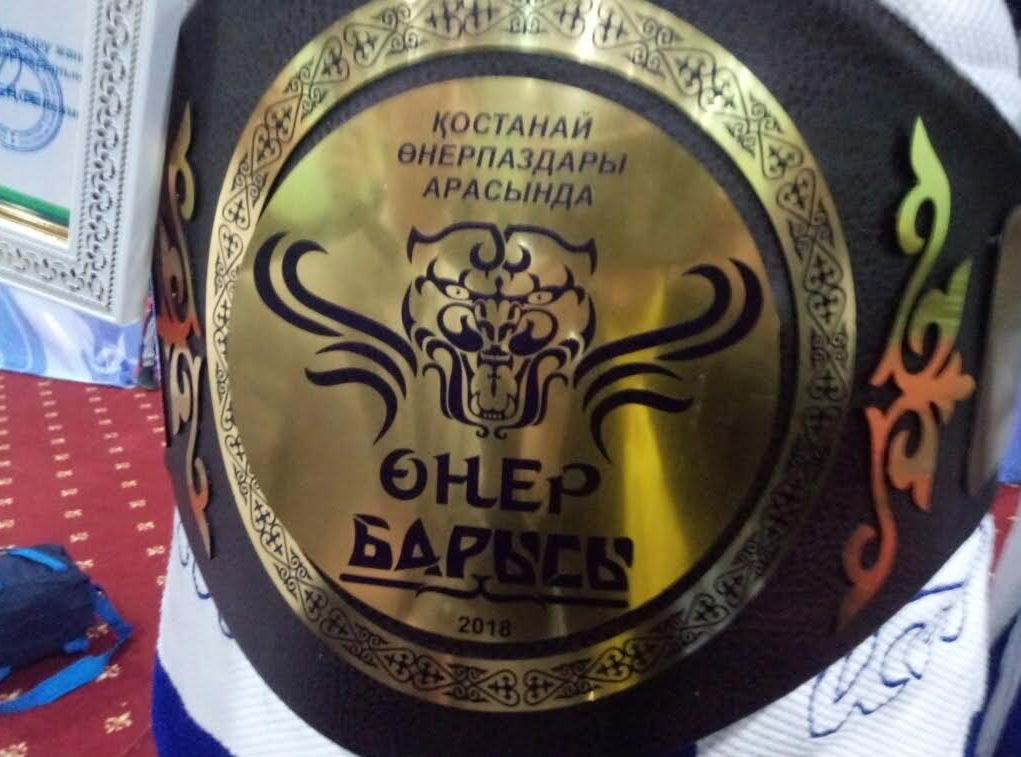 ҚОСТАНАЙ
ӨНЕРПАЗДАРЫ
АРАСЫНДА
ӨНЕР
БАРЫСЫ
2018